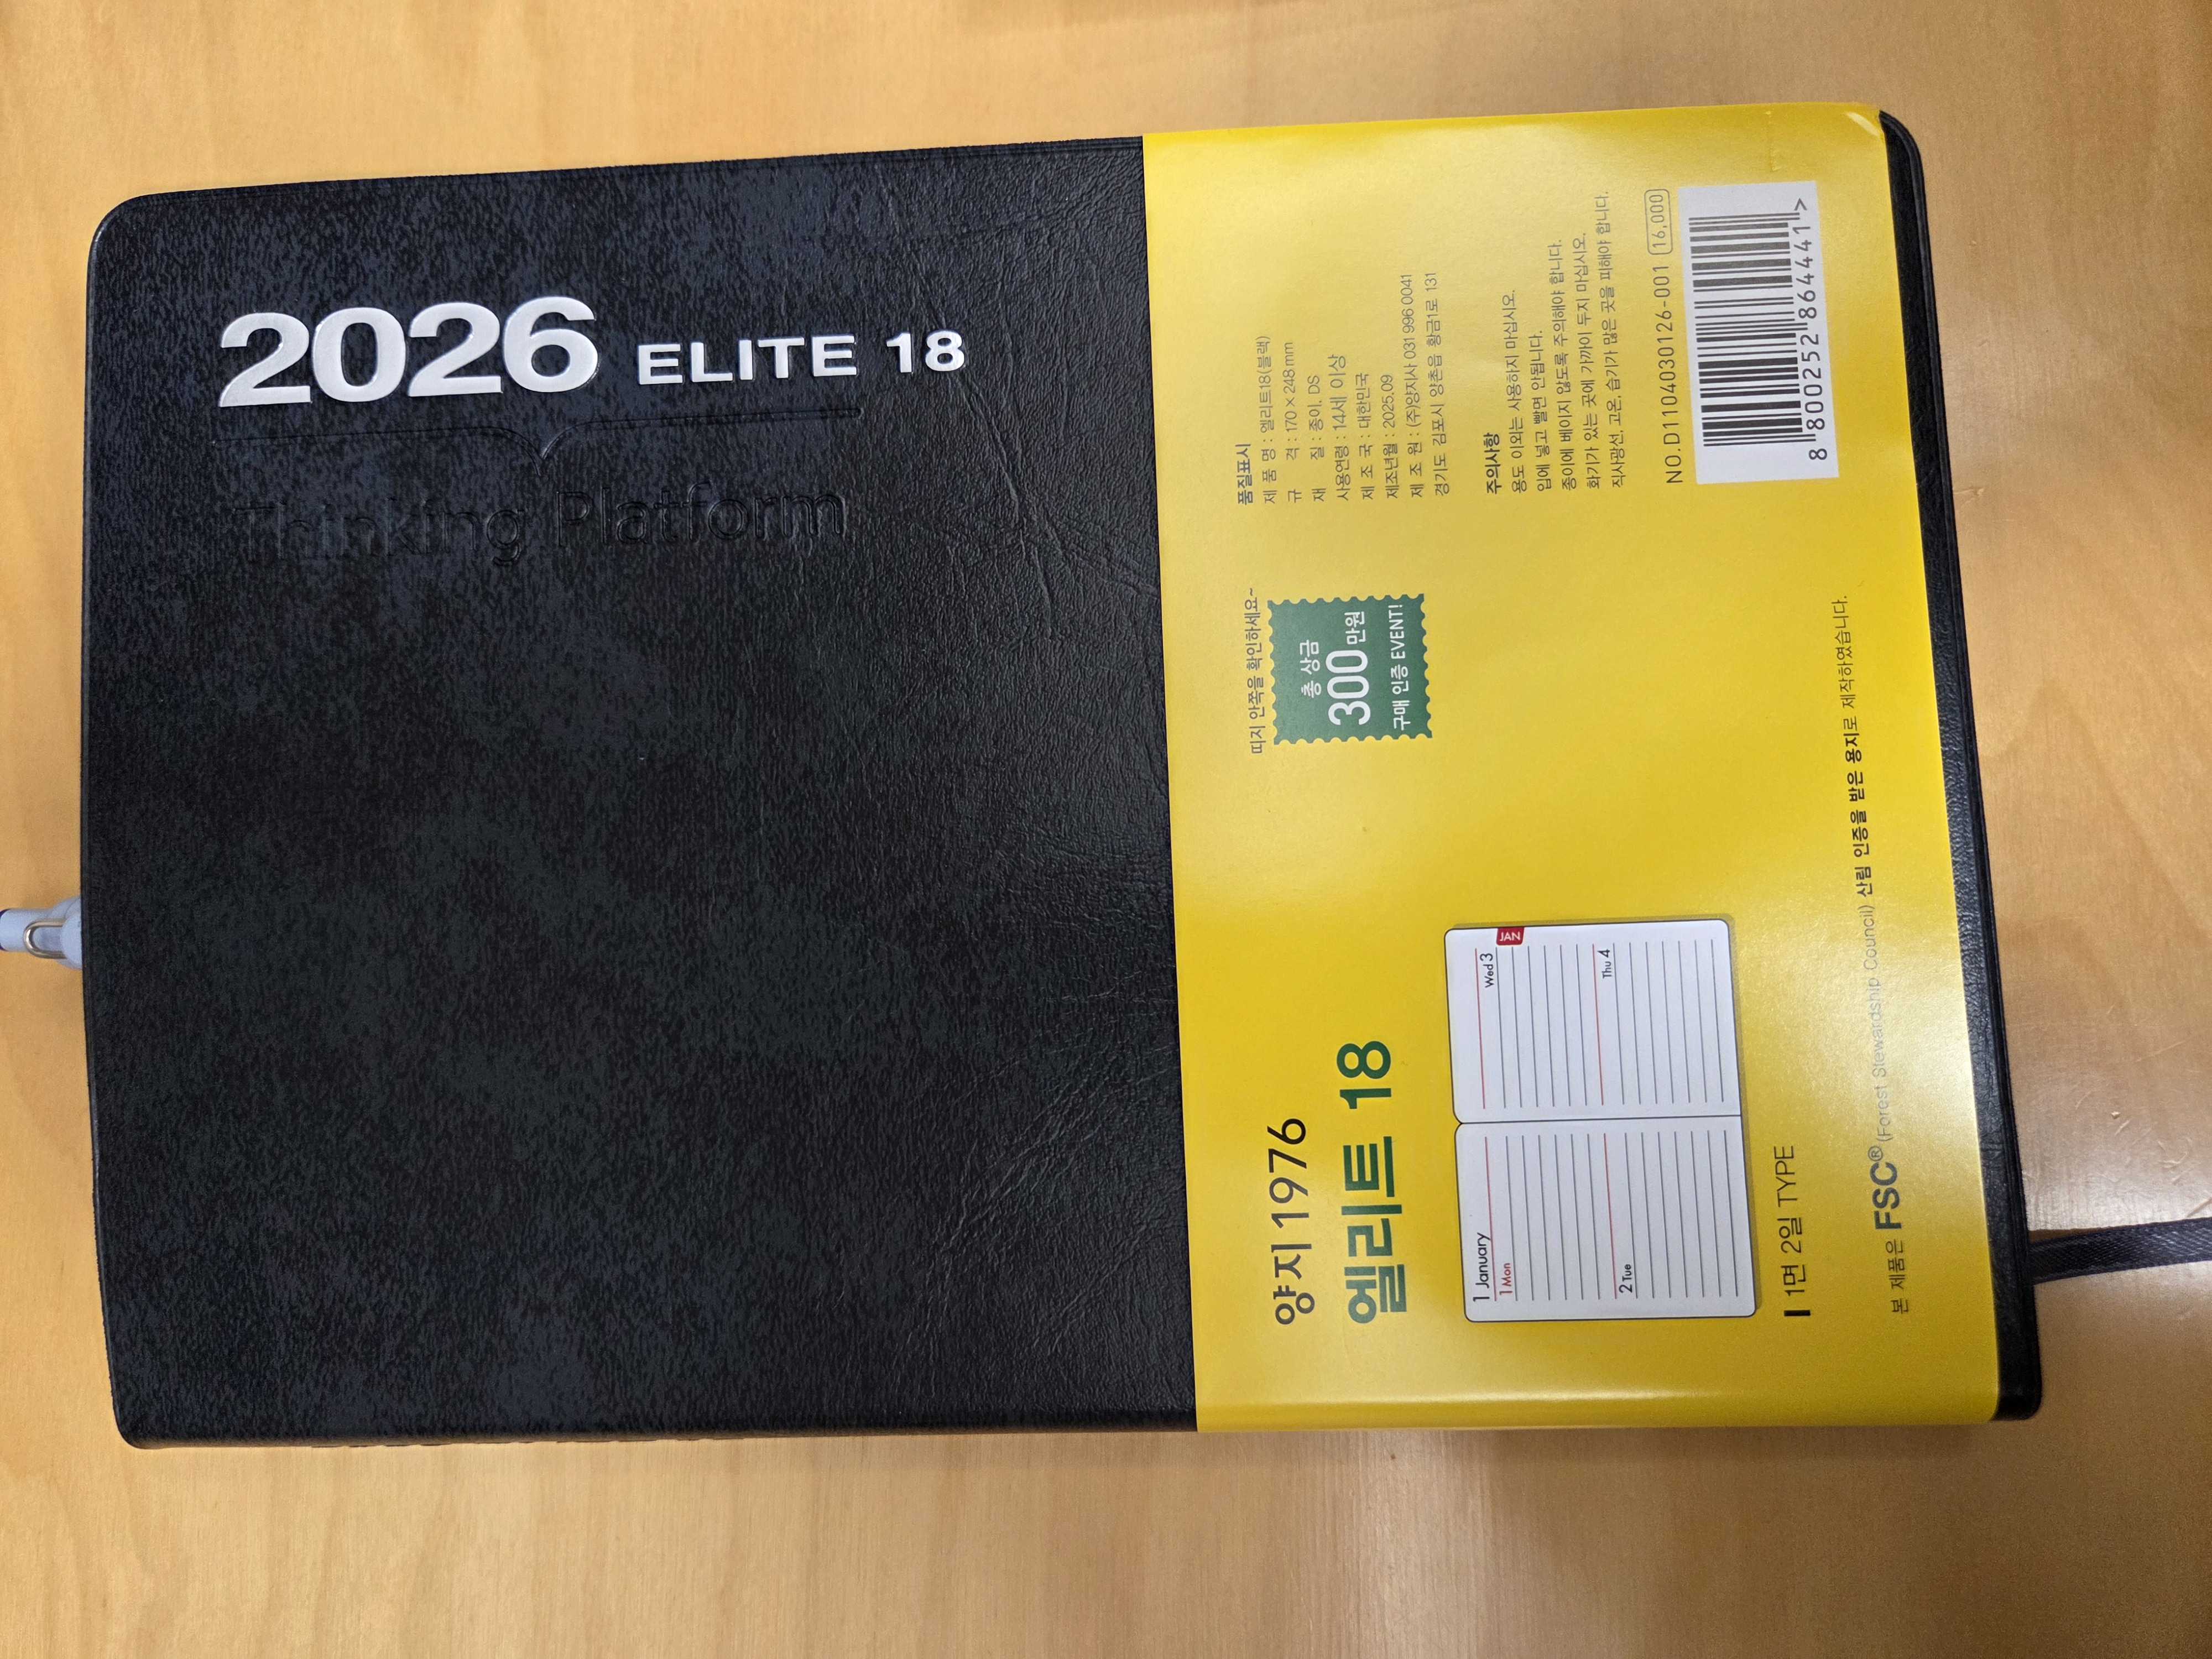 2026 ELITE 18
Thinking Platform
양지 1976
엘리트 18
1 January
1 Mon
2 Tue
Wed 3
JAN
Thu 4
1면 2일 TYPE
띠지 안쪽을 확인하세요~
총 상금
300만원
구매 인증 EVENT!
품질표시
제 품 명 : 엘리트18(블랙)
규 격 : 170 × 248mm
재 질 : 종이, DS
사용연령 : 14세 이상
제 조 국 : 대한민국
제조년월 : 2025.09
제 조 원 : (주)양지사 031 996 0041
경기도 김포시 양촌읍 황금1로 131
주의사항
용도 이외는 사용하지 마십시오.
입에 넣고 빨면 안됩니다.
종이에 베이지 않도록 주의해야 합니다.
화기가 있는 곳에 가까이 두지 마십시오.
직사광선, 고온, 습기가 많은 곳을 피해야 합니다.
NO.D1104030126-001 16,000
8 800252 864441 >
본 제품은 FSC®(Forest Stewardship Council) 산림 인증을 받은 용지로 제작하였습니다.